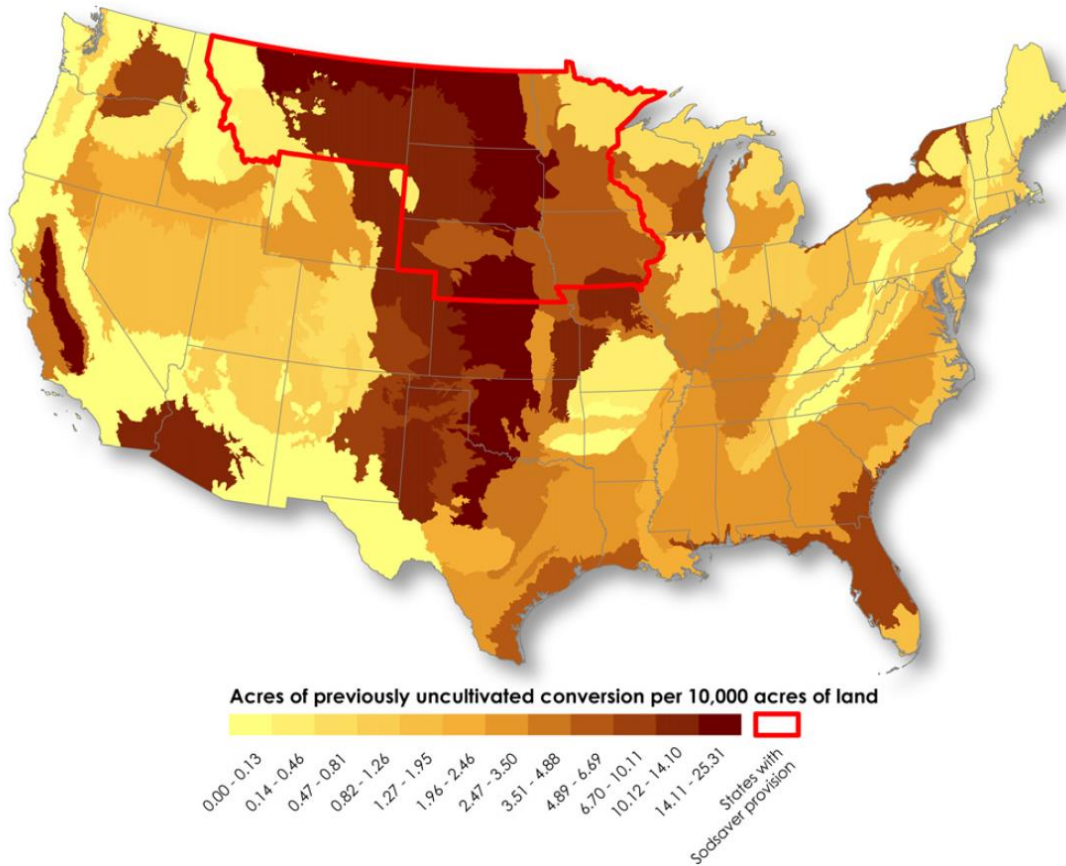 Acres of previously uncultivated conversion per 10,000 acres of land
0.00 - 0.13
0.14 - 0.46
0.47 - 0.81
0.82 - 1.26
1.27 - 1.95
1.96 - 2.46
2.47 - 3.50
3.51 - 4.88
4.89 - 6.69
6.70 - 10.11
10.12 - 14.10
14.11 - 25.31
States with
Sodsaver provision